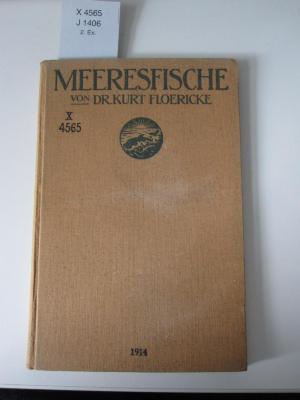 X 4565
J 1406
2. Ex.
MEERESFISCHE
VON DR. KURT FLOERICKE
X
4565
1914